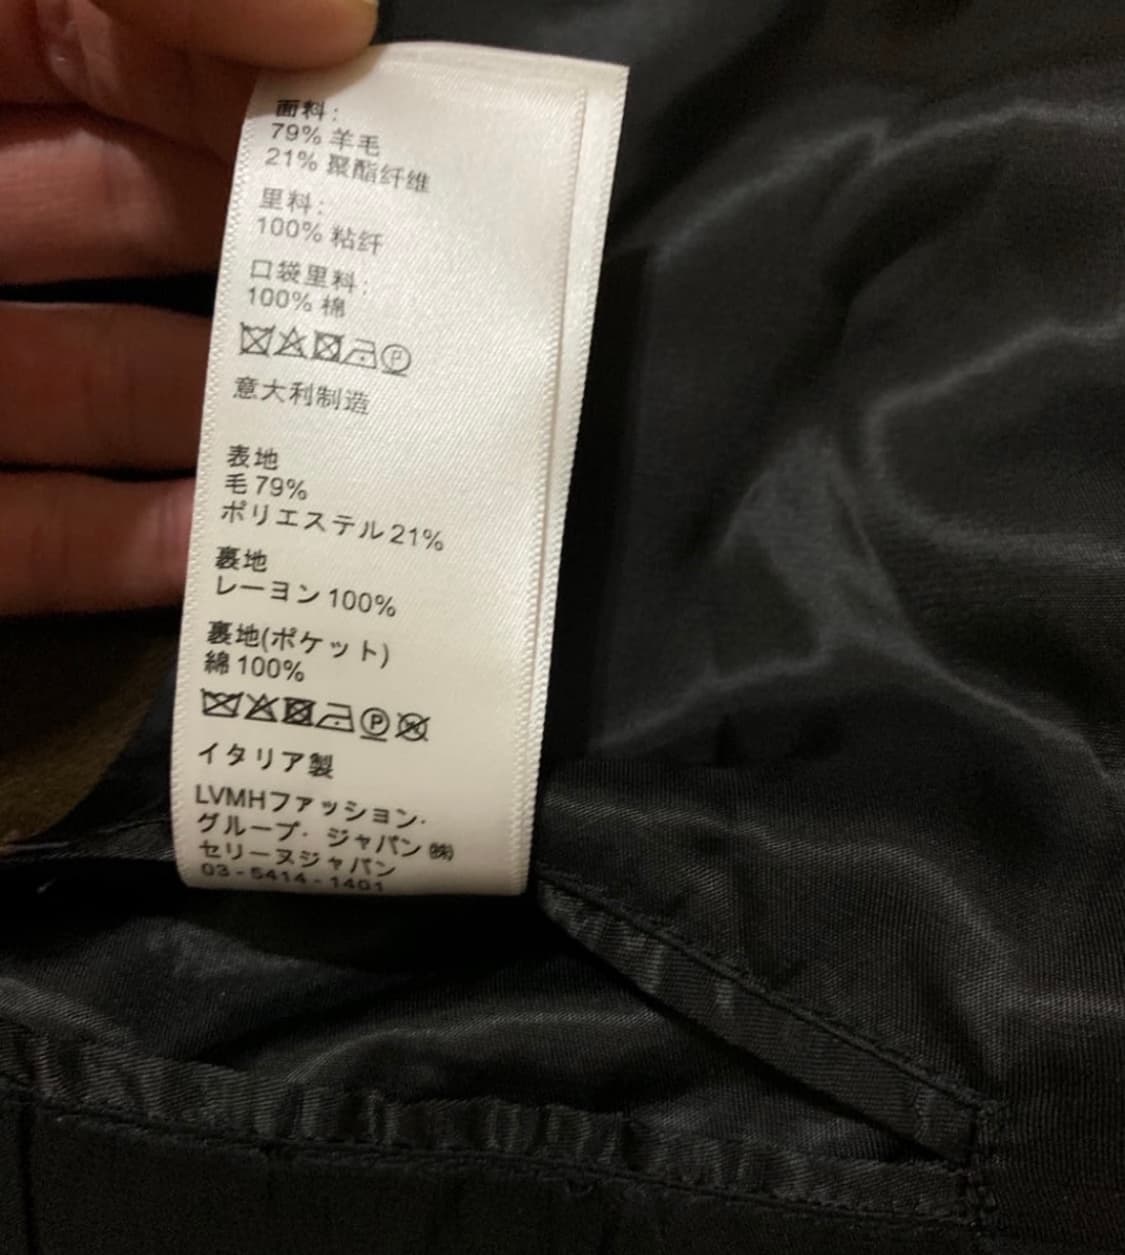 面料:
79% 羊毛
21% 聚酯纤维
里料:
100% 粘纤
口袋里料:
100% 棉
意大利制造
表地
毛 79%
ポリエステル 21%
裏地
レーヨン 100%
裏地(ポケット)
綿 100%
イタリア製
LVMHファッション・
グループ・ジャパン ㈱
セリーヌジャパン
03-5414-1401